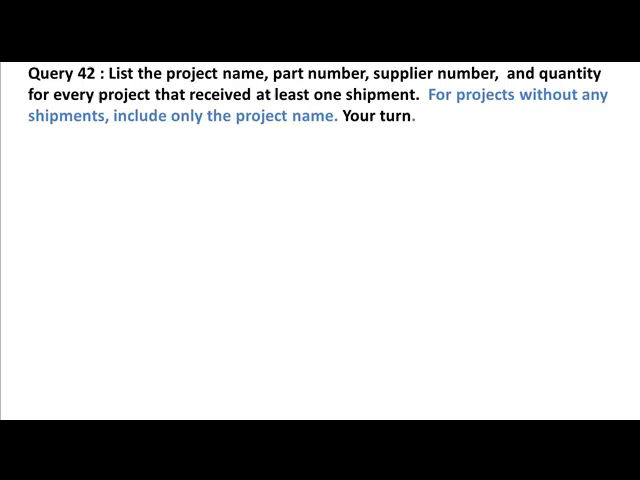 Query 42 : List the project name, part number, supplier number,  and quantity
for every project that received at least one shipment.  For projects without any
shipments, include only the project name. Your turn.